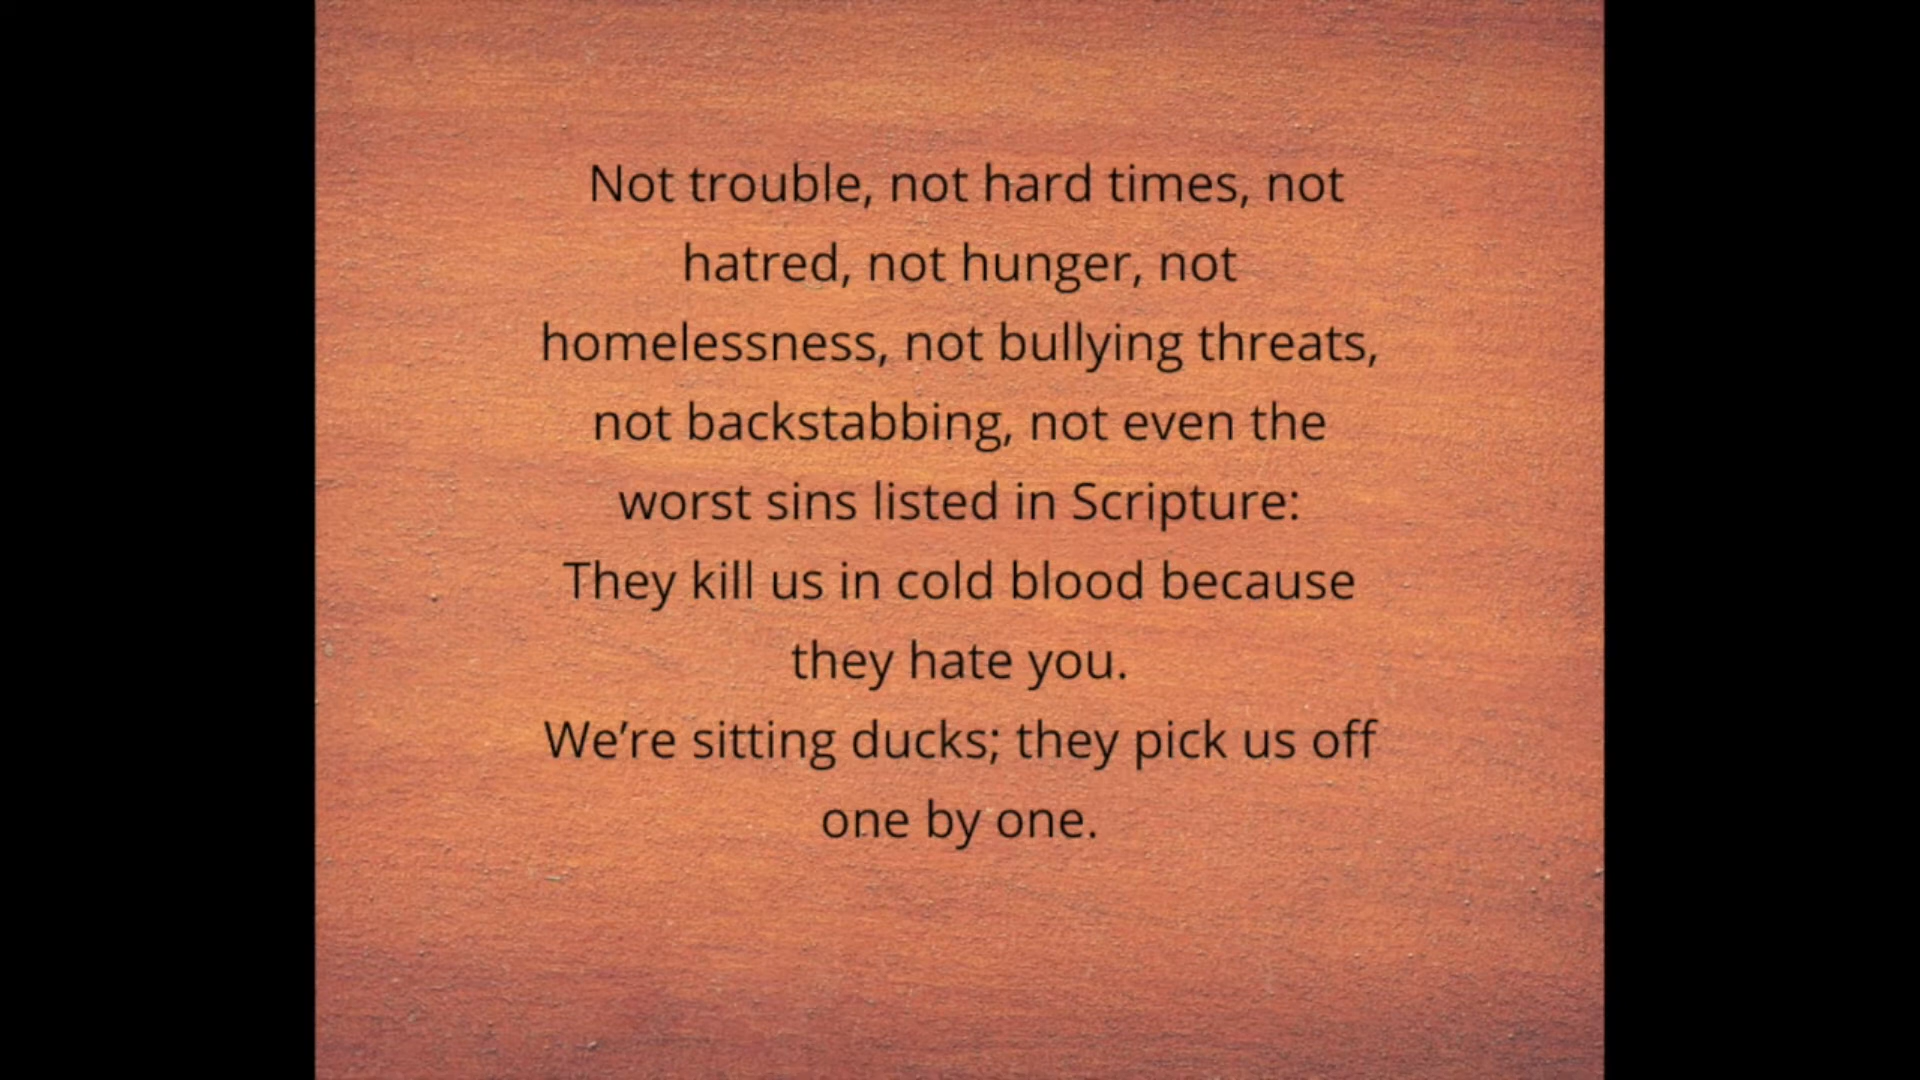 Not trouble, not hard times, not
hatred, not hunger, not
homelessness, not bullying threats,
not backstabbing, not even the
worst sins listed in Scripture:
They kill us in cold blood because
they hate you.
We’re sitting ducks; they pick us off
one by one.